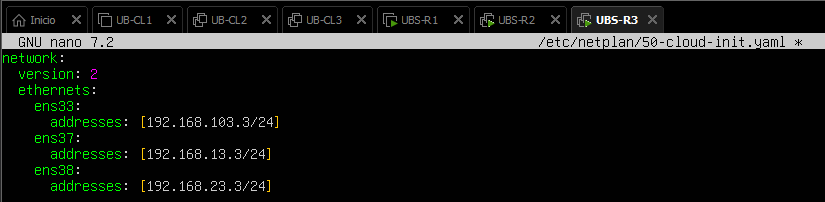 Inicio UB-CL1 UB-CL2 UB-CL3 UBS-R1 UBS-R2 UBS-R3
GNU nano 7.2 /etc/netplan/50-cloud-init.yaml *
network:
  version: 2
  ethernets:
    ens33:
      addresses: [192.168.103.3/24]
    ens37:
      addresses: [192.168.13.3/24]
    ens38:
      addresses: [192.168.23.3/24]